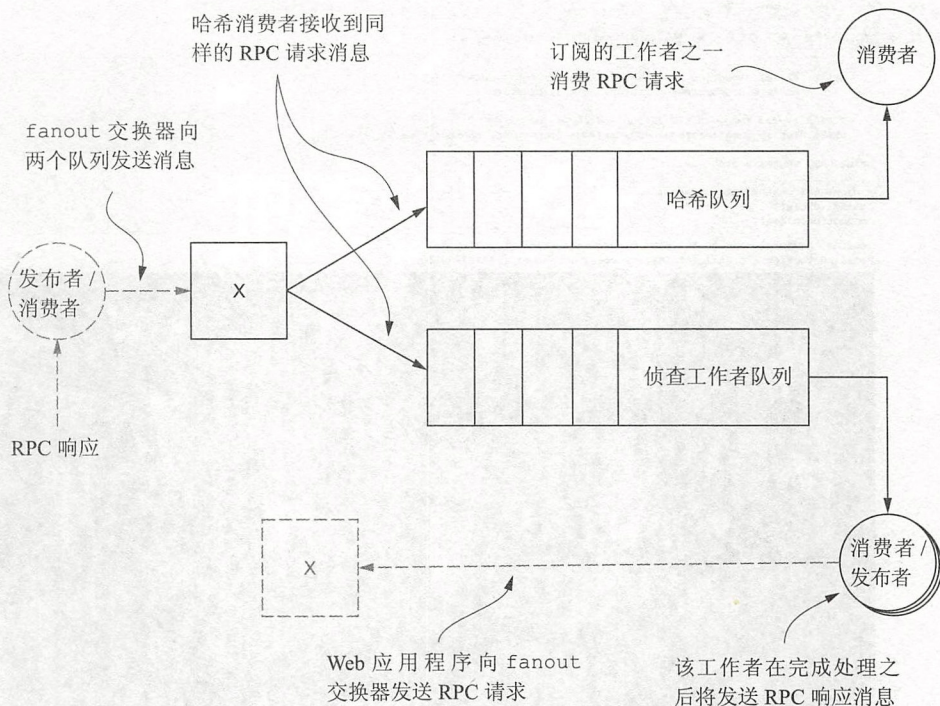 哈希消费者接收到同
样的 RPC 请求消息
订阅的工作者之一
消费 RPC 请求
消费者
fanout 交换器向
两个队列发送消息
哈希队列
发布者 /
消费者
X
侦查工作者队列
RPC 响应
X
消费者 /
发布者
Web 应用程序向 fanout
交换器发送 RPC 请求
该工作者在完成处理之
后将发送 RPC 响应消息